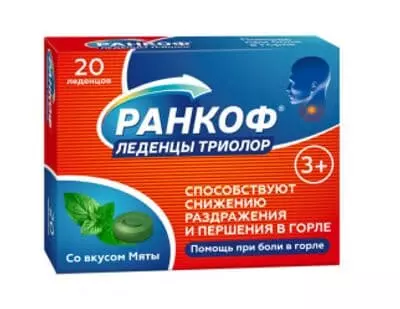 20
леденцов
РАНКОФ®
ЛЕДЕНЦЫ ТРИОЛОР
3+
СПОСОБСТВУЮТ
СНИЖЕНИЮ
РАЗДРАЖЕНИЯ
И ПЕРШЕНИЯ В ГОРЛЕ
Помощь при боли в горле
Со вкусом Мяты